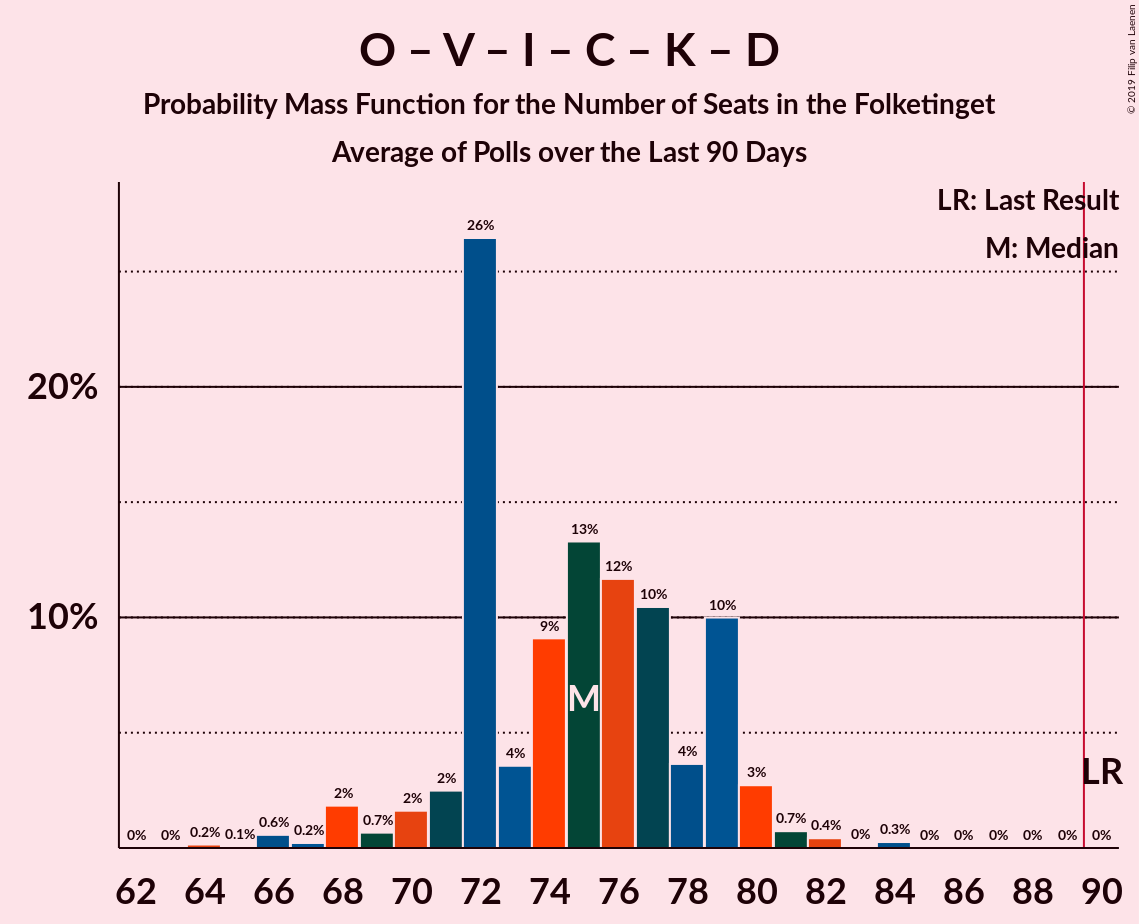 O – V – I – C – K – D
Probability Mass Function for the Number of Seats in the Folketinget
Average of Polls over the Last 90 Days
© 2019 Filip van Laenen
LR: Last Result
M: Median
20%
10%
0% 0% 0.2% 0.1% 0.6% 0.2% 2% 0.7% 2% 2% 26% 4% 9% 13% 12% 10% 4% 10% 3% 0.7% 0.4% 0% 0.3% 0% 0% 0% 0% 0% 0%
M
LR
62 64 66 68 70 72 74 76 78 80 82 84 86 88 90